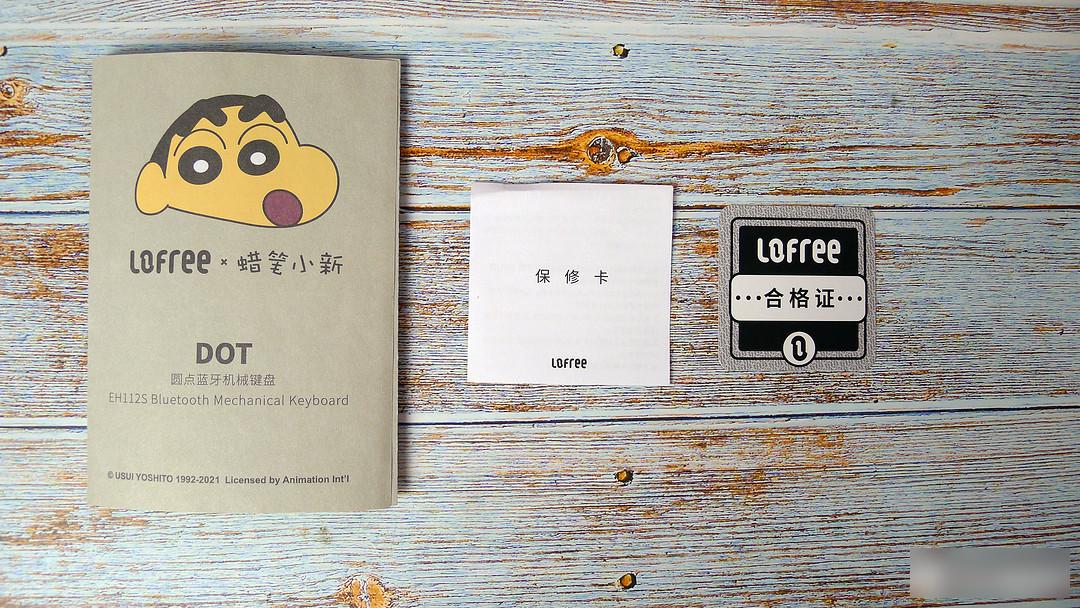 LOFREE × 蜡笔小新
DOT
圆点蓝牙机械键盘
EH112S Bluetooth Mechanical Keyboard
© USUI YOSHITO 1992-2021 Licensed by Animation Int'l
保修卡
LOFREE
LOFREE
···合格证···